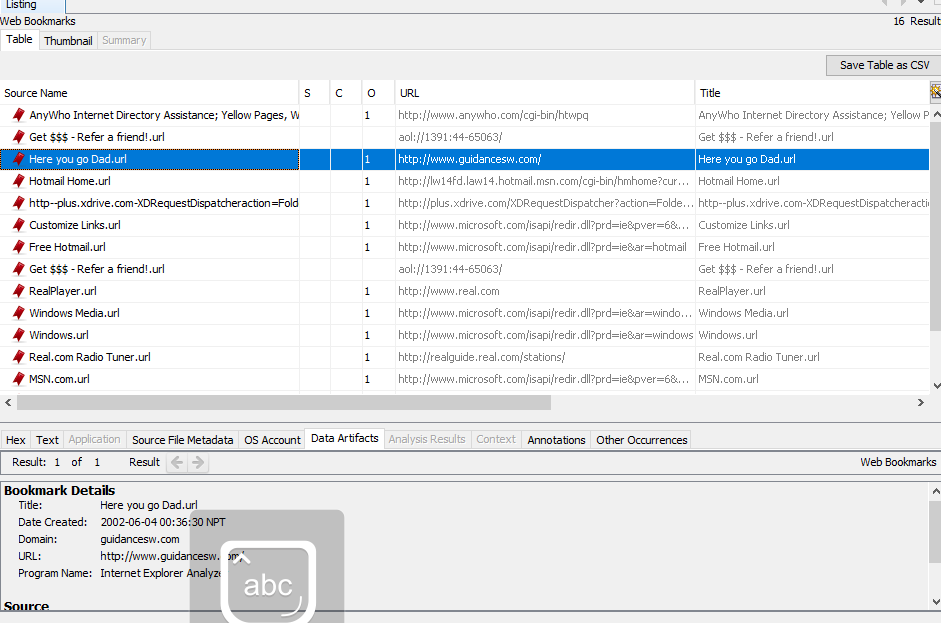 Listing
Web Bookmarks 16 Result
Table Thumbnail Summary
Save Table as CSV
Source Name S C O URL Title
AnyWho Internet Directory Assistance; Yellow Pages, W 1 http://www.anywho.com/cgi-bin/htwpq AnyWho Internet Directory Assistance; Yellow P
Get $$$ - Refer a friend!.url aol://1391:44-65063/ Get $$$ - Refer a friend!.url
Here you go Dad.url 1 http://www.guidancesw.com/ Here you go Dad.url
Hotmail Home.url 1 http://lw14fd.law14.hotmail.msn.com/cgi-bin/hmhome?cur... Hotmail Home.url
http--plus.xdrive.com-XDRequestDispatcheraction=Folde 1 http://plus.xdrive.com/XDRequestDispatcher?action=Folde... http--plus.xdrive.com-XDRequestDispatcheracti
Customize Links.url 1 http://www.microsoft.com/isapi/redir.dll?prd=ie&pver=6&... Customize Links.url
Free Hotmail.url 1 http://www.microsoft.com/isapi/redir.dll?prd=ie&ar=hotmail Free Hotmail.url
Get $$$ - Refer a friend!.url aol://1391:44-65063/ Get $$$ - Refer a friend!.url
RealPlayer.url 1 http://www.real.com RealPlayer.url
Windows Media.url 1 http://www.microsoft.com/isapi/redir.dll?prd=ie&ar=windo... Windows Media.url
Windows.url 1 http://www.microsoft.com/isapi/redir.dll?prd=ie&ar=windows Windows.url
Real.com Radio Tuner.url 1 http://realguide.real.com/stations/ Real.com Radio Tuner.url
MSN.com.url 1 http://www.microsoft.com/isapi/redir.dll?prd=ie&pver=6&... MSN.com.url
Hex Text Application Source File Metadata OS Account Data Artifacts Analysis Results Context Annotations Other Occurrences
Result: 1 of 1 Result Web Bookmarks
Bookmark Details
Title: Here you go Dad.url
Date Created: 2002-06-04 00:36:30 NPT
Domain: guidancesw.com
URL: http://www.guidancesw.com/
Program Name: Internet Explorer Analyze
abc
Source